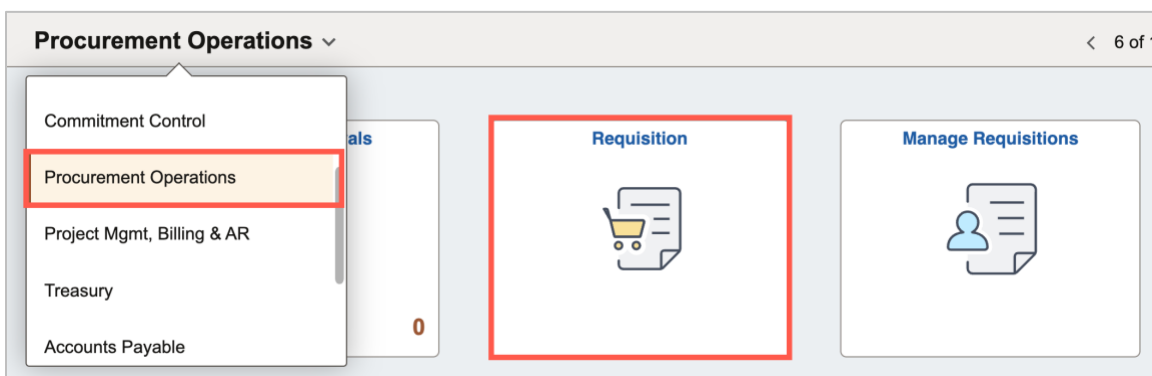 Procurement Operations
6 of
Commitment Control
Procurement Operations
Project Mgmt, Billing & AR
Treasury
Accounts Payable
als
0
Requisition
Manage Requisitions